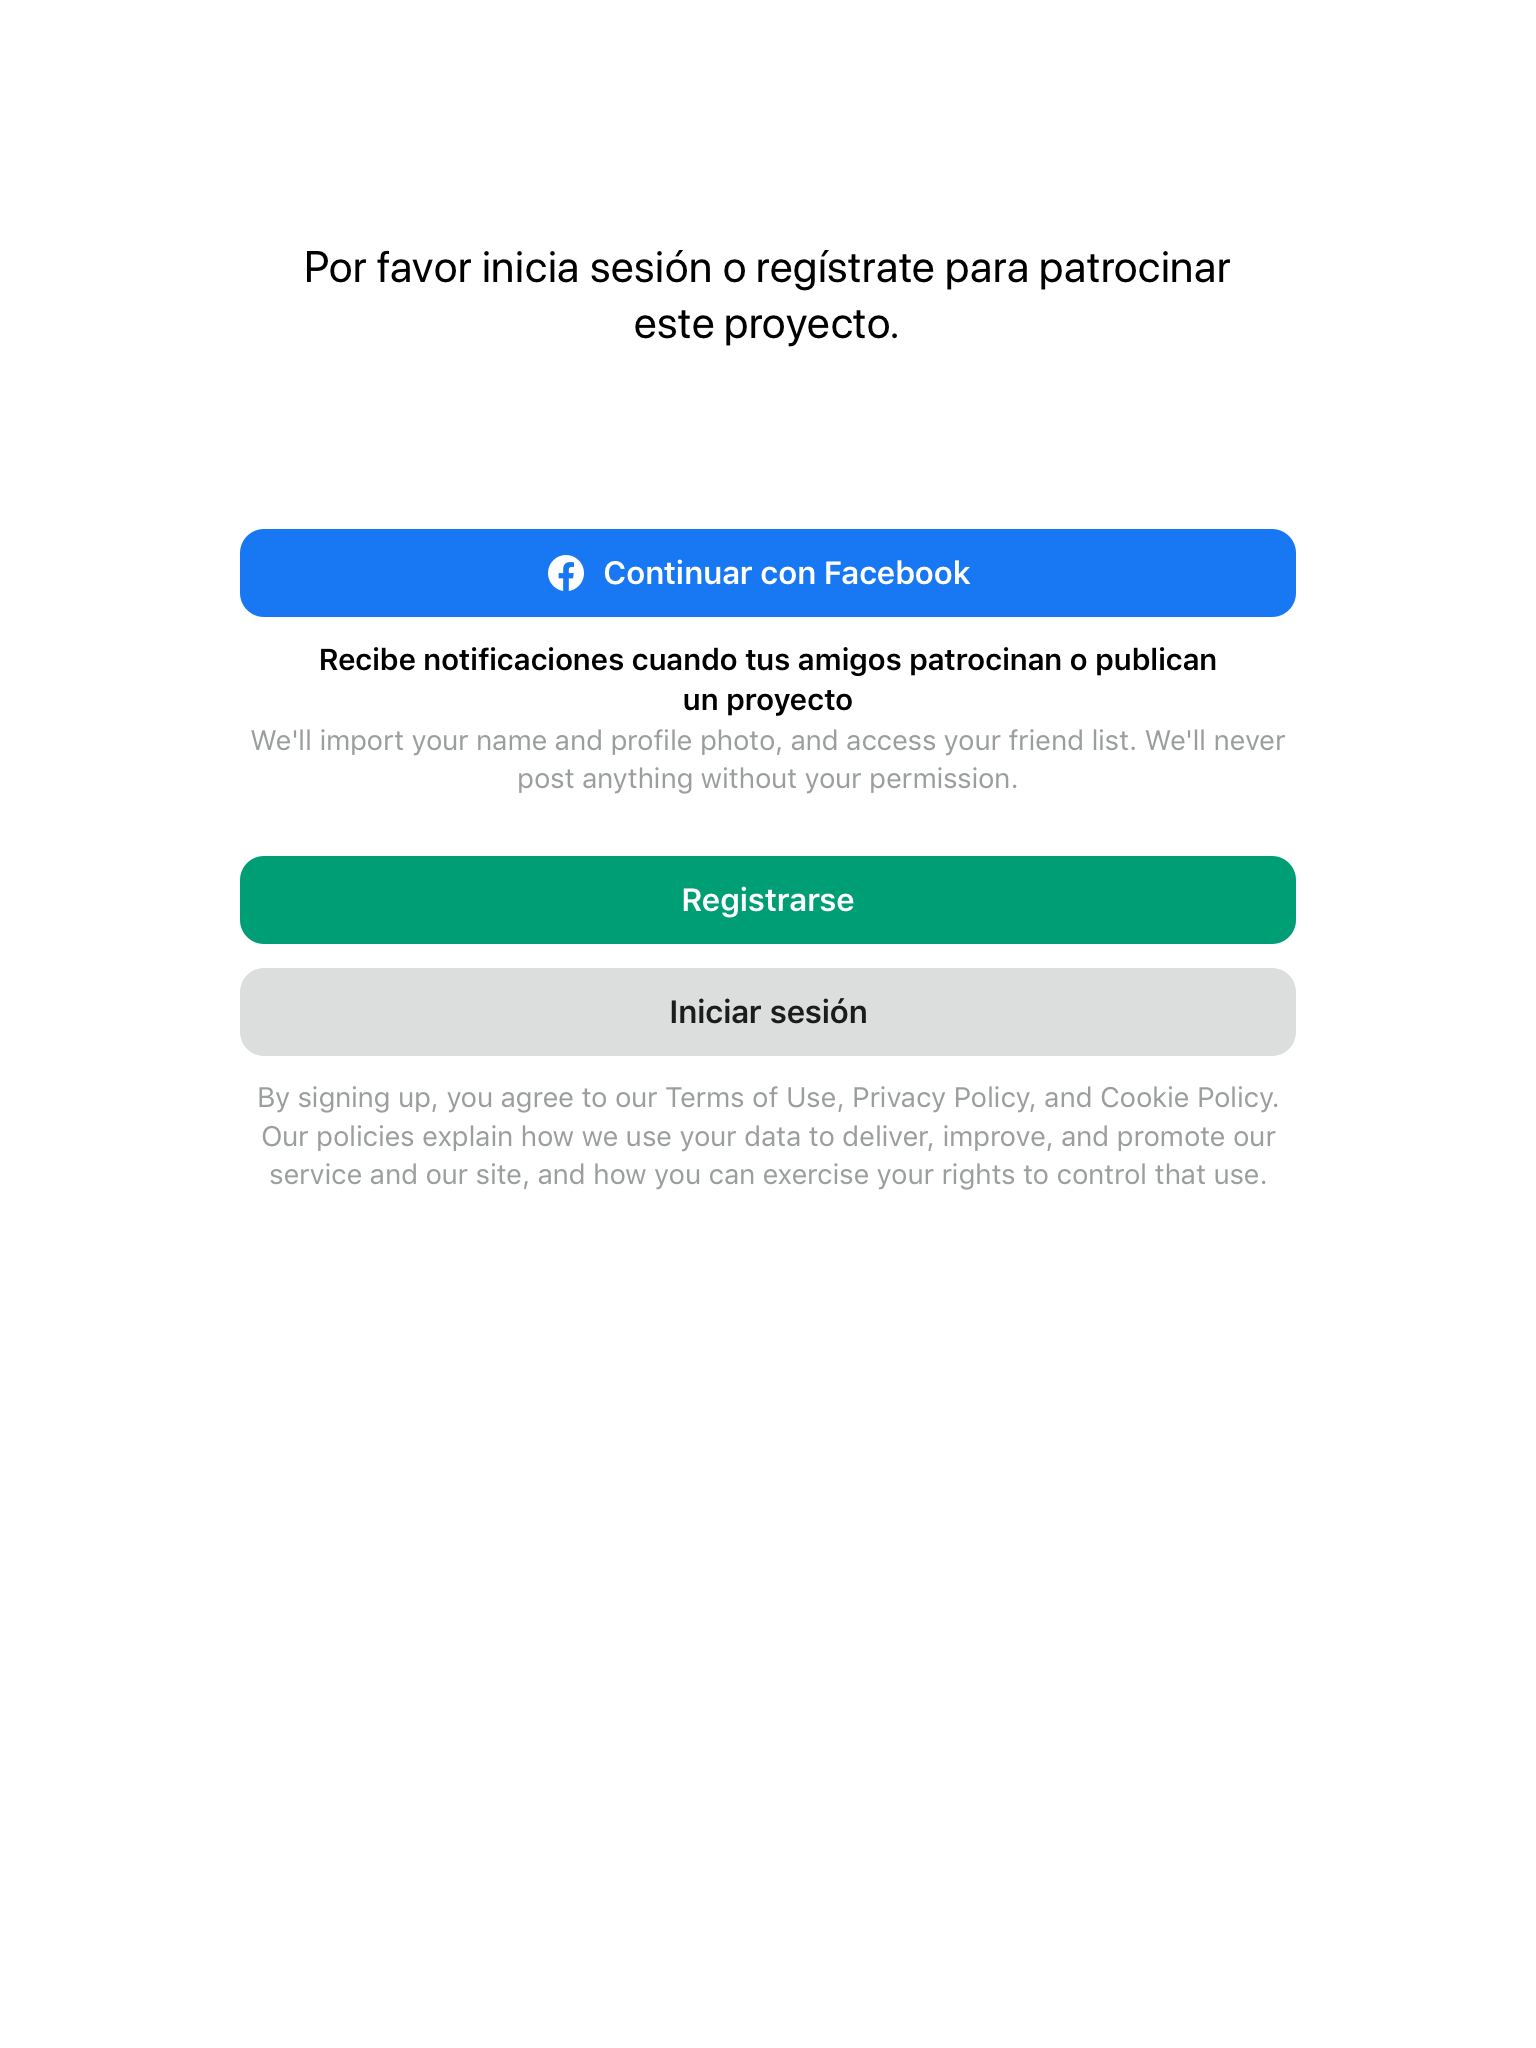 Por favor inicia sesión o regístrate para patrocinar
este proyecto.
Continuar con Facebook
Recibe notificaciones cuando tus amigos patrocinan o publican
un proyecto
We'll import your name and profile photo, and access your friend list. We'll never
post anything without your permission.
Registrarse
Iniciar sesión
By signing up, you agree to our Terms of Use, Privacy Policy, and Cookie Policy.
Our policies explain how we use your data to deliver, improve, and promote our
service and our site, and how you can exercise your rights to control that use.